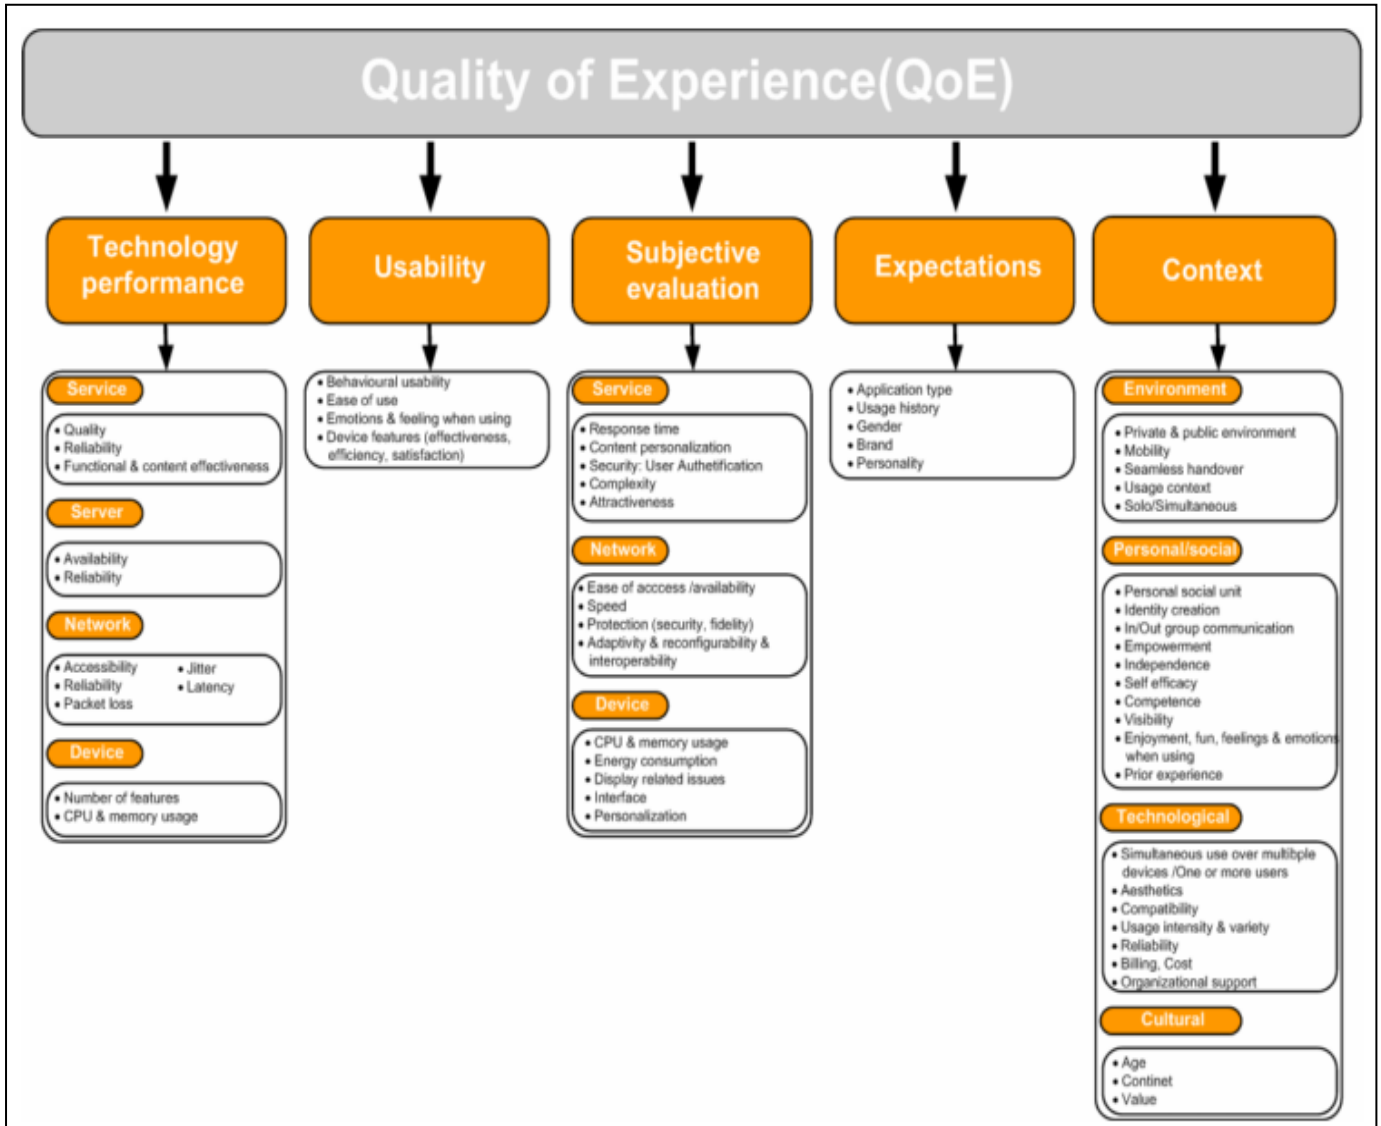 Quality of Experience(QoE)
Technology
performance
Service
• Quality
• Reliability
• Functional & content effectiveness
Server
• Availability
• Reliability
Network
• Accessibility
• Reliability
• Packet loss
• Jitter
• Latency
Device
• Number of features
• CPU & memory usage
Usability
• Behavioural usability
• Ease of use
• Emotions & feeling when using
• Device features (effectiveness,
efficiency, satisfaction)
Subjective
evaluation
Service
• Response time
• Content personalization
• Security: User Authetification
• Complexity
• Attractiveness
Network
• Ease of acccess /availability
• Speed
• Protection (security, fidelity)
• Adaptivity & reconfigurability &
interoperability
Device
• CPU & memory usage
• Energy consumption
• Display related issues
• Interface
• Personalization
Expectations
• Application type
• Usage history
• Gender
• Brand
• Personality
Context
Environment
• Private & public environment
• Mobility
• Seamless handover
• Usage context
• Solo/Simultaneous
Personal/social
• Personal social unit
• Identity creation
• In/Out group communication
• Empowerment
• Independence
• Self efficacy
• Competence
• Visibility
• Enjoyment, fun, feelings & emotions
when using
• Prior experience
Technological
• Simultaneous use over multibple
devices /One or more users
• Aesthetics
• Compatibility
• Usage intensity & variety
• Reliability
• Billing, Cost
• Organizational support
Cultural
• Age
• Continet
• Value